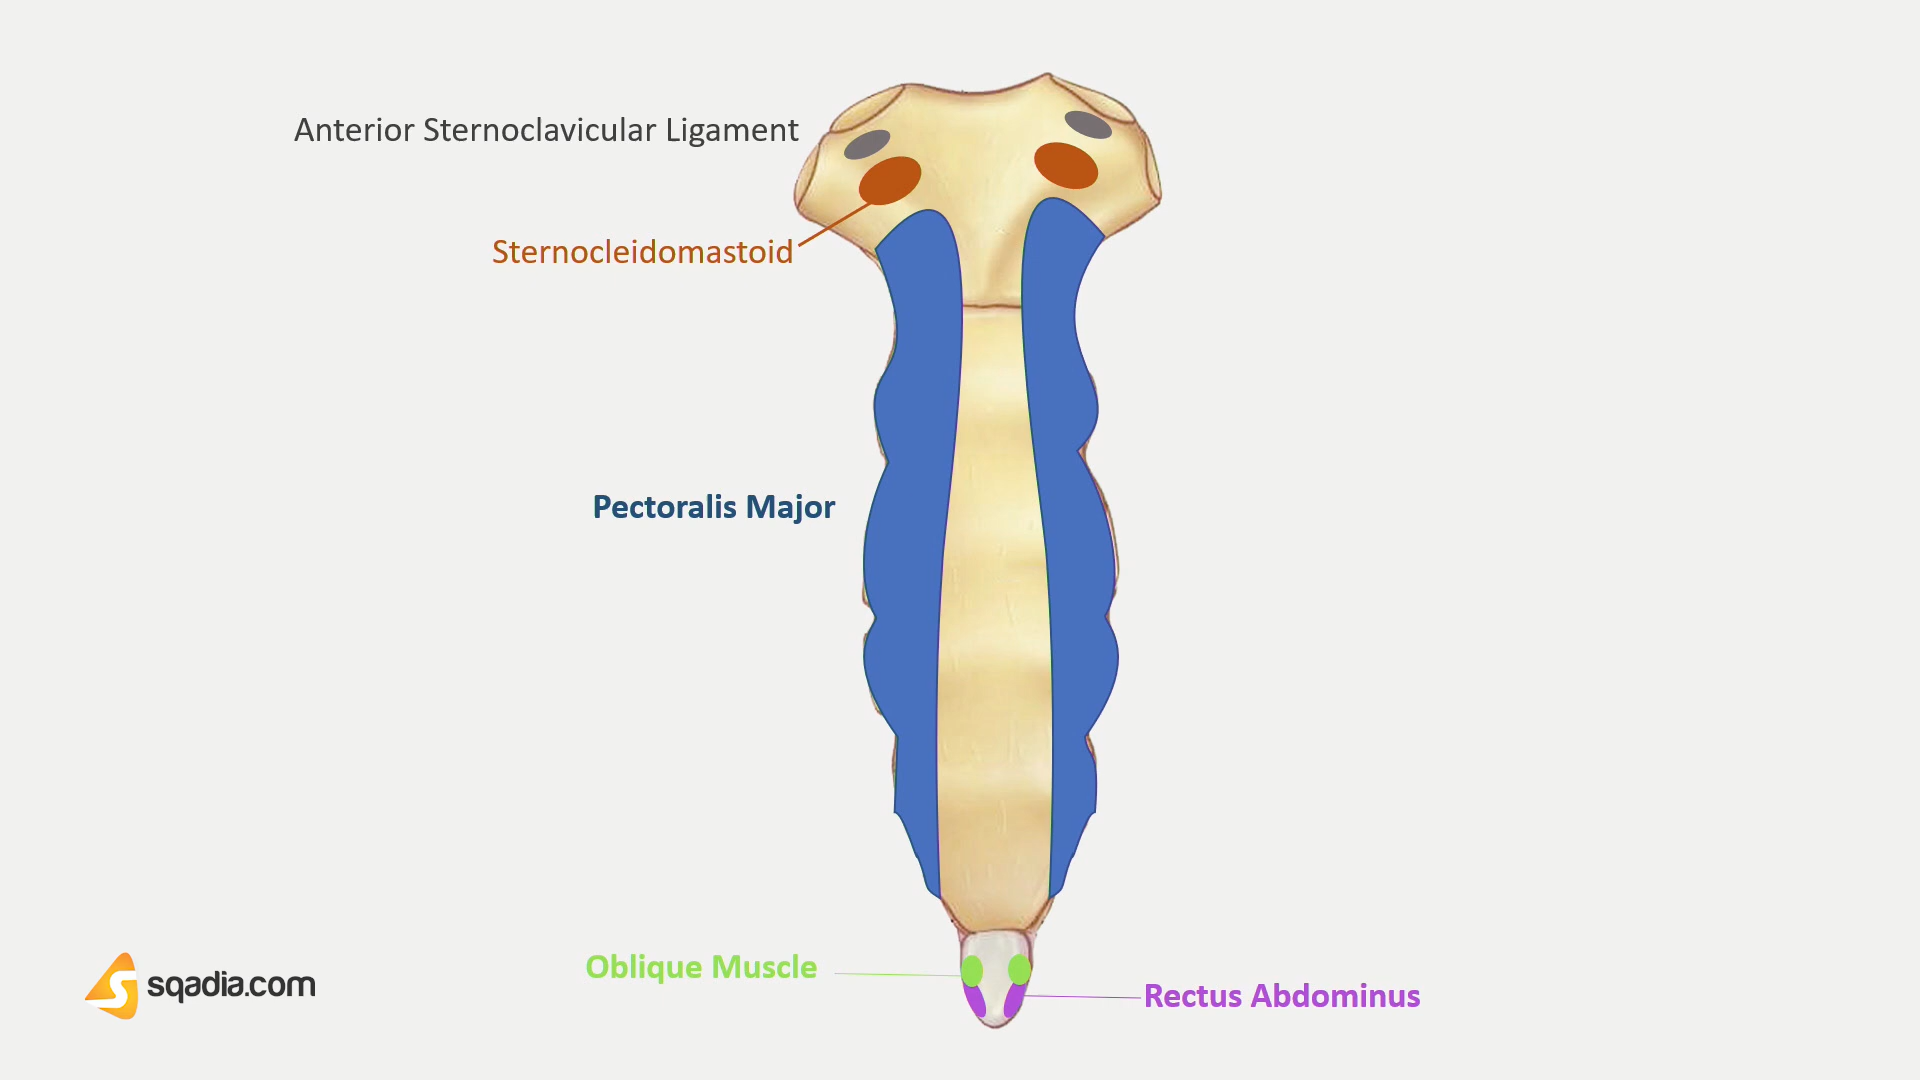 Anterior Sternoclavicular Ligament
Sternocleidomastoid
Pectoralis Major
Oblique Muscle
sqadia.com
Rectus Abdominus